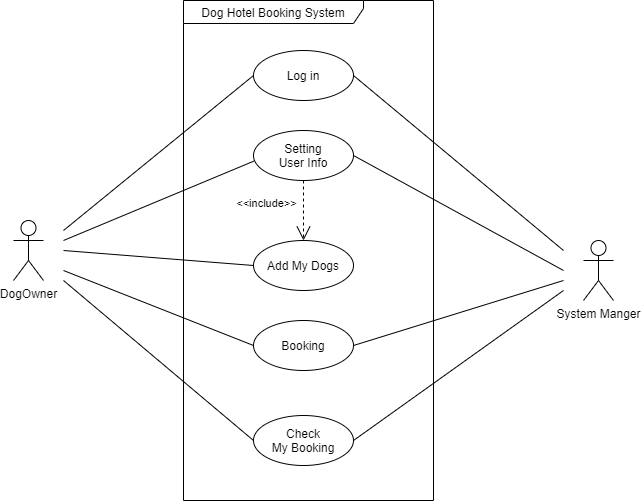 Dog Hotel Booking System
Log in
Setting
User Info
<<include>>
Add My Dogs
DogOwner
System Manger
Booking
Check
My Booking